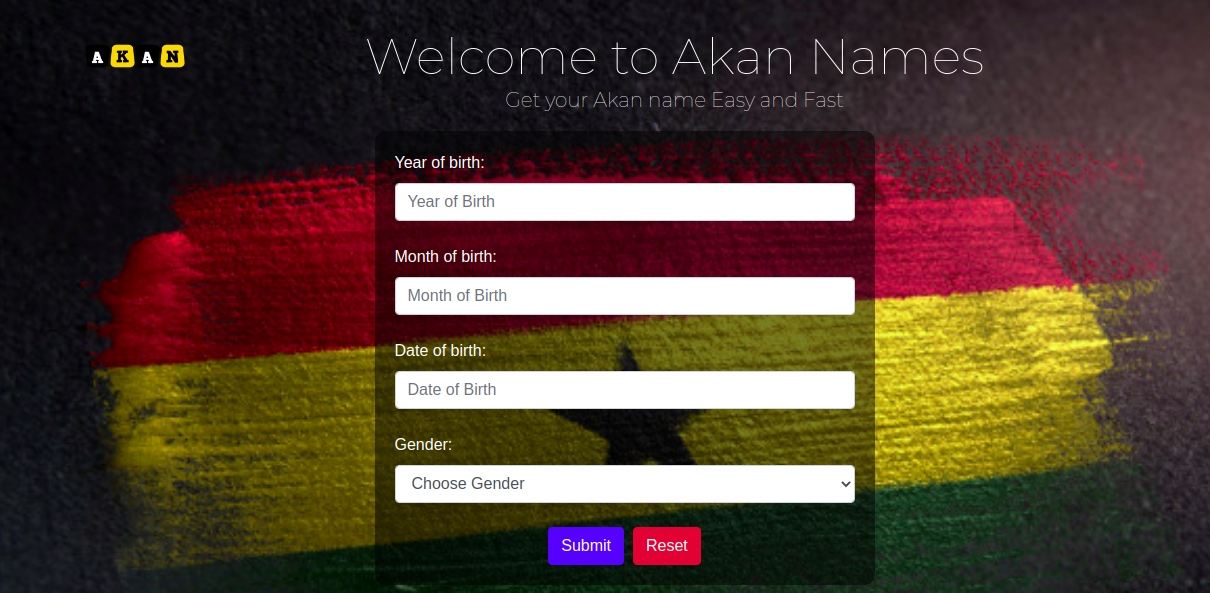 AKAN
Welcome to Akan Names
Get your Akan name Easy and Fast
Year of birth:
Year of Birth
Month of birth:
Month of Birth
Date of birth:
Date of Birth
Gender:
Choose Gender
Submit Reset